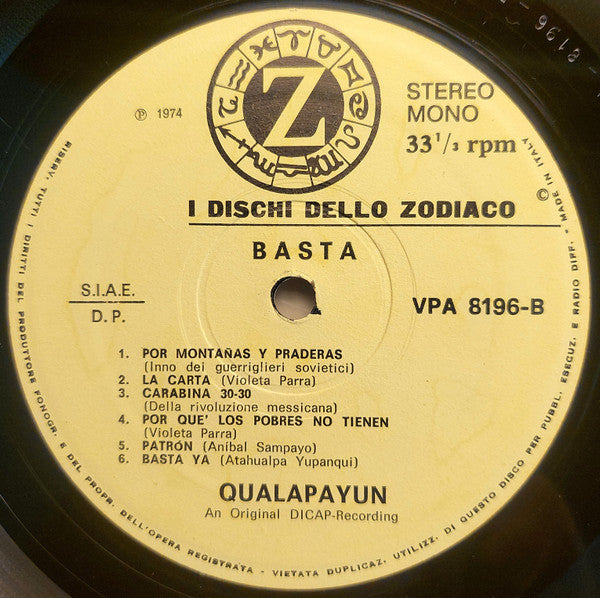 8196
Z
℗ 1974
STEREO
MONO
33 1/3 rpm
I DISCHI DELLO ZODIACO
BASTA
S.I.A.E.
D.P.
VPA 8196-B
1. POR MONTAÑAS Y PRADERAS
(Inno dei guerriglieri sovietici)
2. LA CARTA (Violeta Parra)
3. CARABINA 30-30
(Della rivoluzione messicana)
4. POR QUE' LOS POBRES NO TIENEN
(Violeta Parra)
5. PATRÓN (Aníbal Sampayo)
6. BASTA YA (Atahualpa Yupanqui)
QUALAPAYUN
An Original DICAP-Recording
RISERV. TUTTI I DIRITTI DEL PRODUTTORE FONOGR. E DEL PROPR. DELL'OPERA REGISTRATA - VIETATA DUPLICAZ. UTILIZZ. DI QUESTO DISCO PER PUBBL. ESECUZ. E RADIO DIFF. - MADE IN ITALY ©